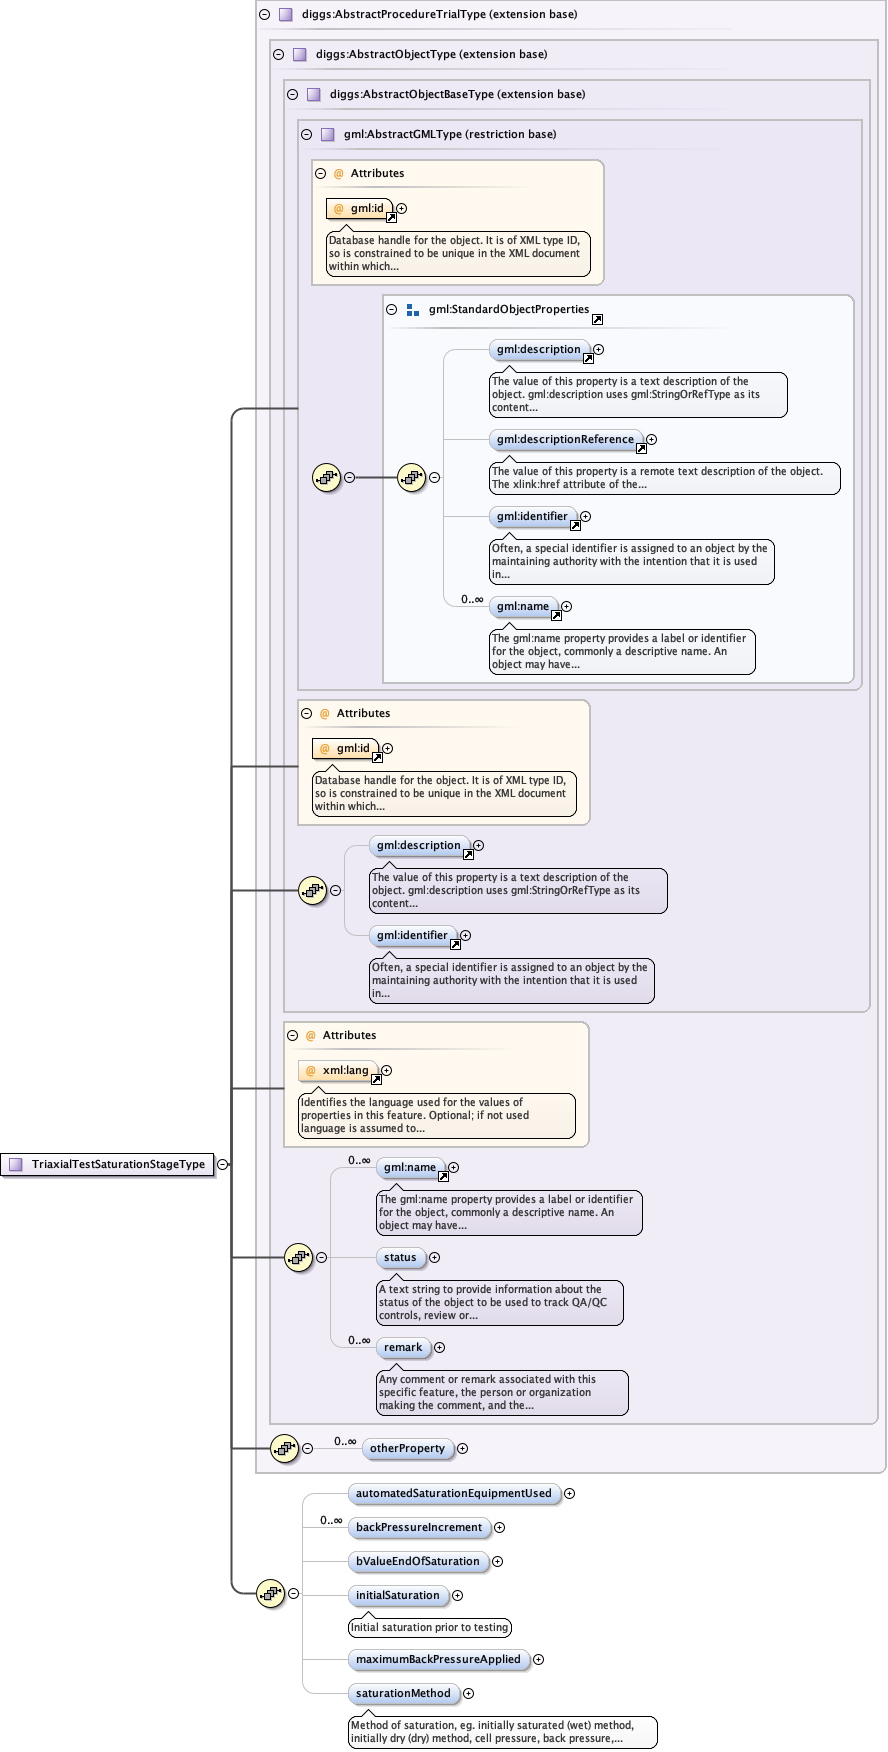 diggs:AbstractProcedureTrialType (extension base)
diggs:AbstractObjectType (extension base)
diggs:AbstractObjectBaseType (extension base)
gml:AbstractGMLType (restriction base)
@ Attributes
@ gml:id
Database handle for the object. It is of XML type ID,
so is constrained to be unique in the XML document
within which...
gml:StandardObjectProperties
gml:description
The value of this property is a text description of the
object. gml:description uses gml:StringOrRefType as its
content...
gml:descriptionReference
The value of this property is a remote text description of the object.
The xlink:href attribute of the...
gml:identifier
Often, a special identifier is assigned to an object by the
maintaining authority with the intention that it is used
in...
0..∞
gml:name
The gml:name property provides a label or identifier
for the object, commonly a descriptive name. An
object may have...
@ Attributes
@ gml:id
Database handle for the object. It is of XML type ID,
so is constrained to be unique in the XML document
within which...
gml:description
The value of this property is a text description of the
object. gml:description uses gml:StringOrRefType as its
content...
gml:identifier
Often, a special identifier is assigned to an object by the
maintaining authority with the intention that it is used
in...
@ Attributes
@ xml:lang
Identifies the language used for the values of
properties in this feature. Optional; if not used
language is assumed to...
TriaxialTestSaturationStageType
0..∞
gml:name
The gml:name property provides a label or identifier
for the object, commonly a descriptive name. An
object may have...
status
A text string to provide information about the
status of the object to be used to track QA/QC
controls, review or...
0..∞
remark
Any comment or remark associated with this
specific feature, the person or organization
making the comment, and the...
0..∞
otherProperty
automatedSaturationEquipmentUsed
0..∞
backPressureIncrement
bValueEndOfSaturation
initialSaturation
Initial saturation prior to testing
maximumBackPressureApplied
saturationMethod
Method of saturation, eg. initially saturated (wet) method,
initially dry (dry) method, cell pressure, back pressure,...